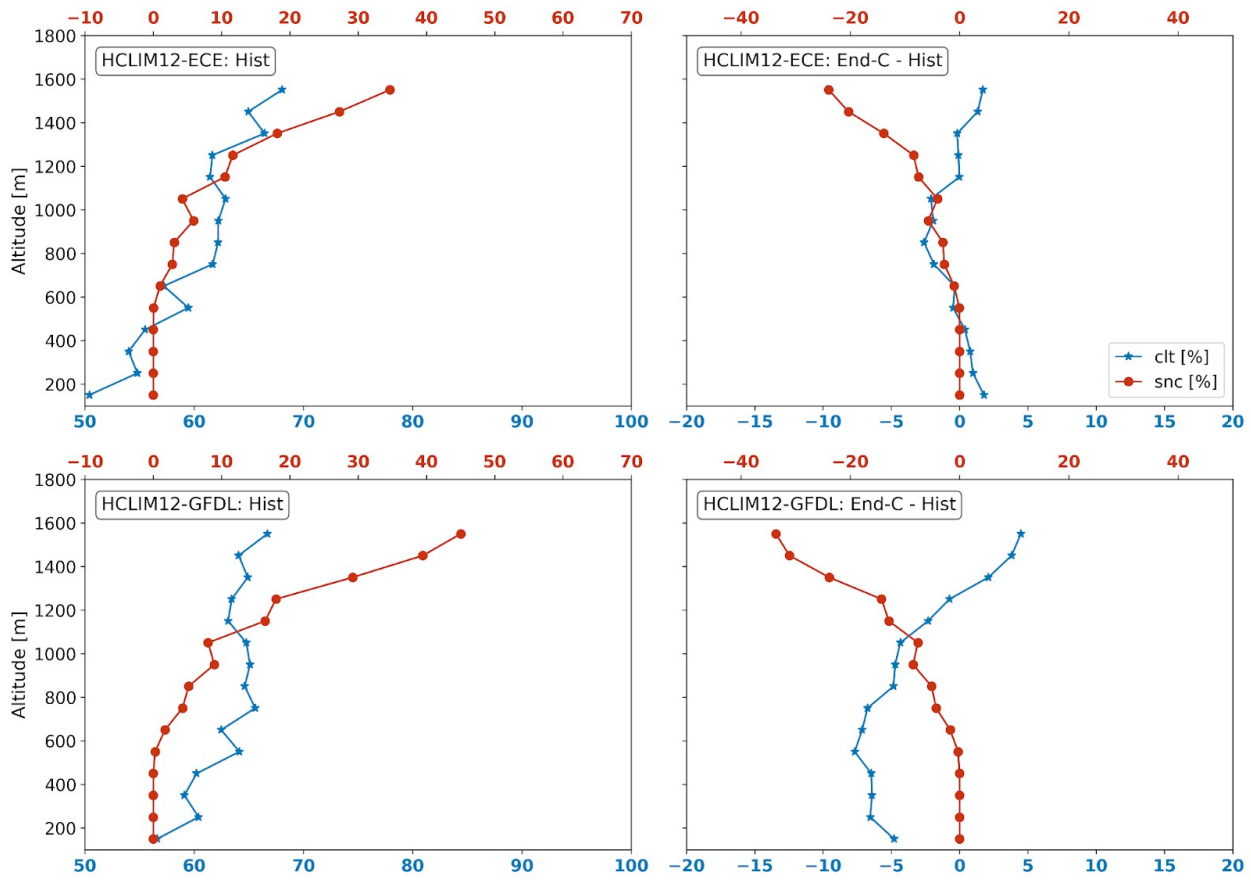 −10 0 10 20 30 40 50 60 70
−40 −20 0 20 40
1800
1600
1400
1200
1000
800
600
400
200
Altitude [m]
HCLIM12-ECE: Hist
HCLIM12-ECE: End-C - Hist
clt [%]
snc [%]
50 60 70 80 90 100
−20 −15 −10 −5 0 5 10 15 20
−10 0 10 20 30 40 50 60 70
−40 −20 0 20 40
1800
1600
1400
1200
1000
800
600
400
200
Altitude [m]
HCLIM12-GFDL: Hist
HCLIM12-GFDL: End-C - Hist
50 60 70 80 90 100
−20 −15 −10 −5 0 5 10 15 20